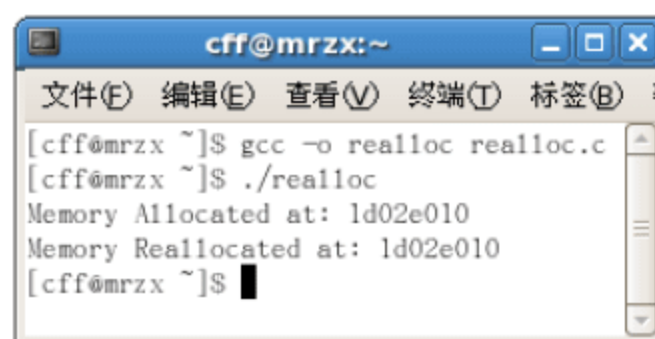 cff@mrzx:~
文件(F) 编辑(E) 查看(V) 终端(T) 标签(B)
[cff@mrzx ~]$ gcc -o realloc realloc.c
[cff@mrzx ~]$ ./realloc
Memory Allocated at: 1d02e010
Memory Reallocated at: 1d02e010
[cff@mrzx ~]$